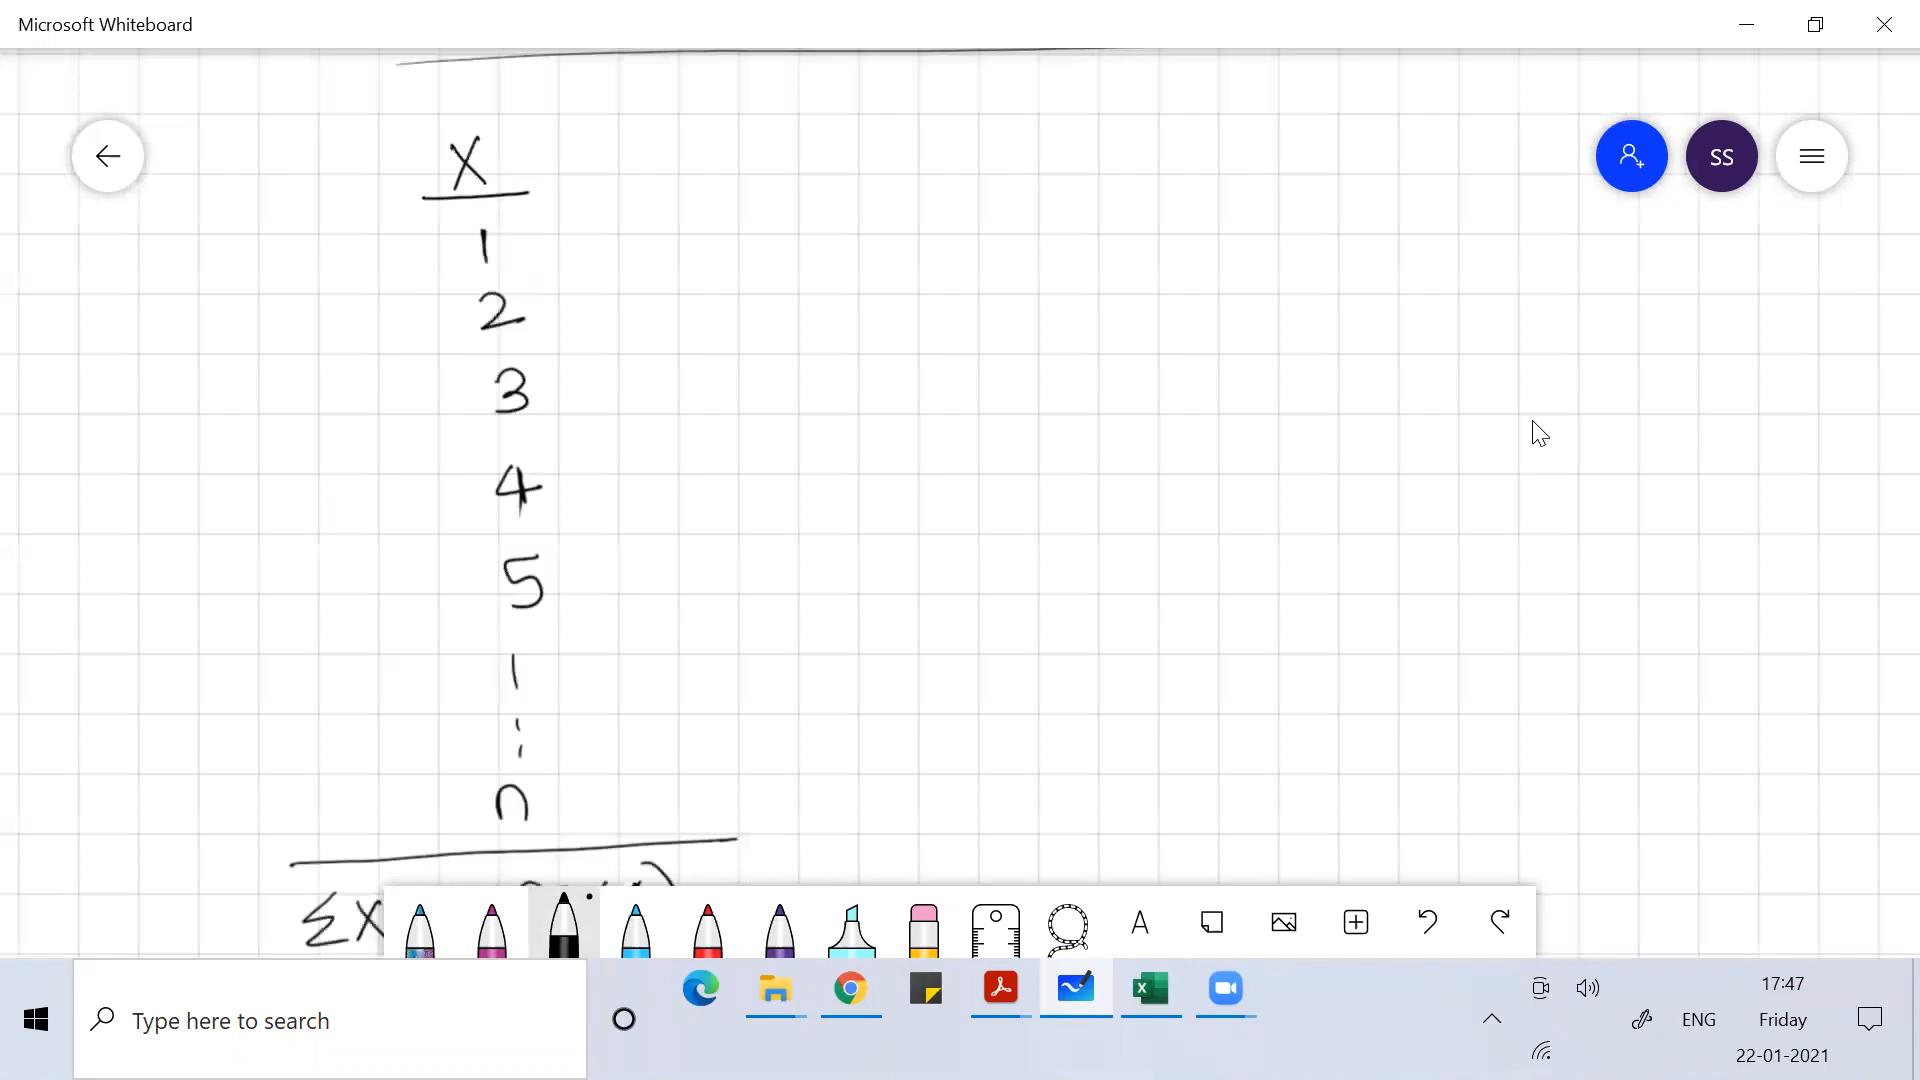 Microsoft Whiteboard
SS
X
1
2
3
4
5
n
ΣX
A
Type here to search
ENG
17:47
Friday
22-01-2021